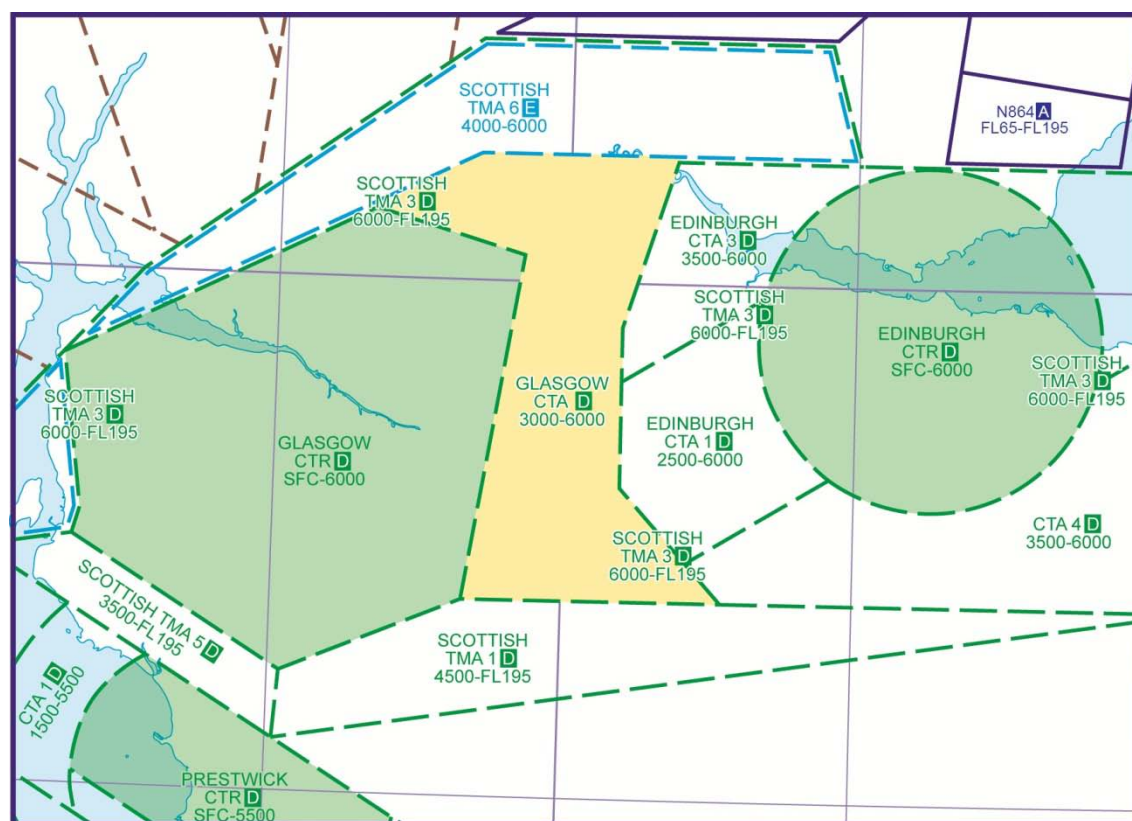 SCOTTISH
TMA 6 E
4000-6000
N864 A
FL65-FL195
SCOTTISH
TMA 3 D
6000-FL195
EDINBURGH
CTA 3 D
3500-6000
SCOTTISH
TMA 3 D
6000-FL195
EDINBURGH
CTR D
SFC-6000
SCOTTISH
TMA 3 D
6000-FL195
SCOTTISH
TMA 3 D
6000-FL195
GLASGOW
CTA D
3000-6000
GLASGOW
CTR D
SFC-6000
EDINBURGH
CTA 1 D
2500-6000
CTA 4 D
3500-6000
SCOTTISH
TMA 3 D
6000-FL195
SCOTTISH TMA 5 D
3500-FL195
SCOTTISH
TMA 1 D
4500-FL195
CTA 1 D
1500-5500
PRESTWICK
CTR D
SFC-5500